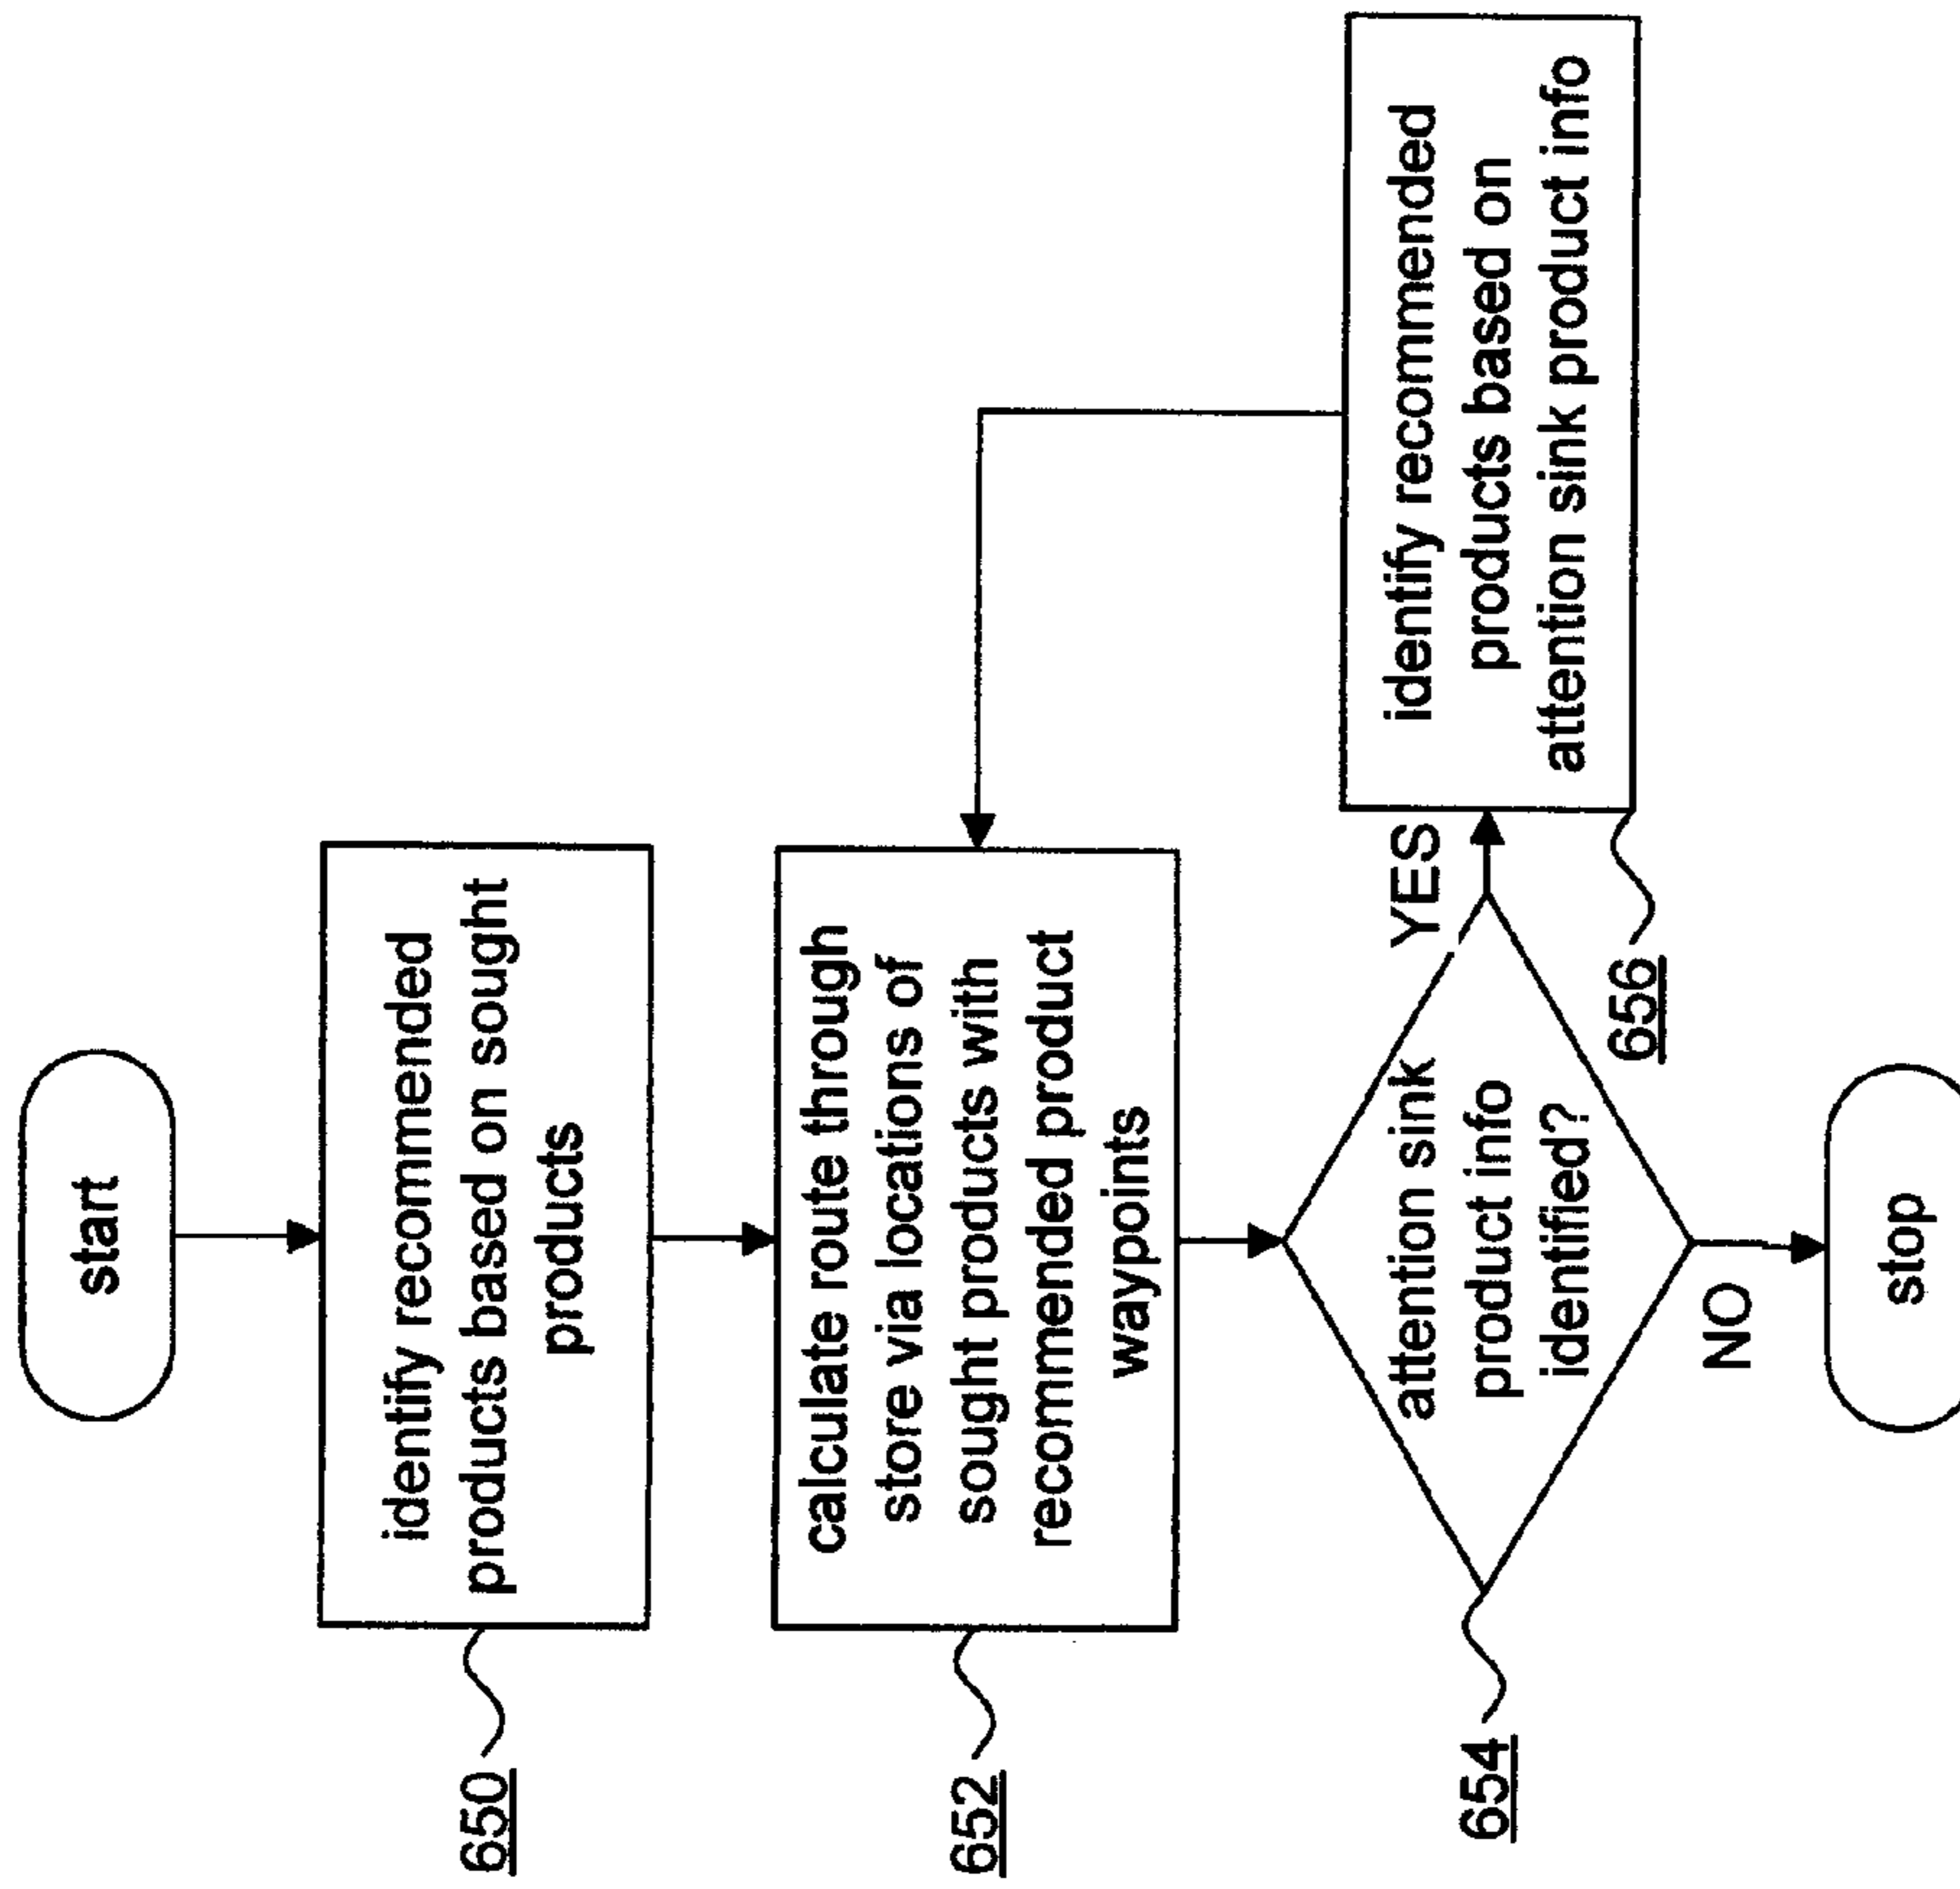 start
identify recommended
products based on sought
products
650
calculate route through
store via locations of
sought products with
recommended product
waypoints
652
attention sink
product info
identified?
654
YES
identify recommended
products based on
attention sink product info
656
NO
stop